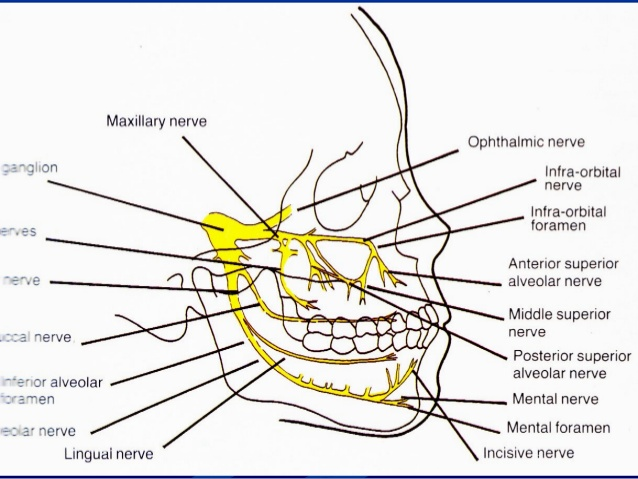 Maxillary nerve
Ophthalmic nerve
ganglion
Infra-orbital
nerve
Infra-orbital
foramen
erves
Anterior superior
alveolar nerve
nerve
Middle superior
nerve
uccal nerve
Posterior superior
alveolar nerve
inferior alveolar
foramen
Mental nerve
eolar nerve
Mental foramen
Lingual nerve
Incisive nerve